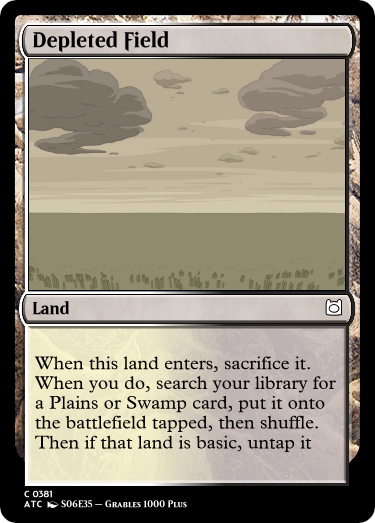 Depleted Field
Land
When this land enters, sacrifice it.
When you do, search your library for
a Plains or Swamp card, put it onto
the battlefield tapped, then shuffle.
Then if that land is basic, untap it
C 0381
ATC S06E35 – Grables 1000 Plus